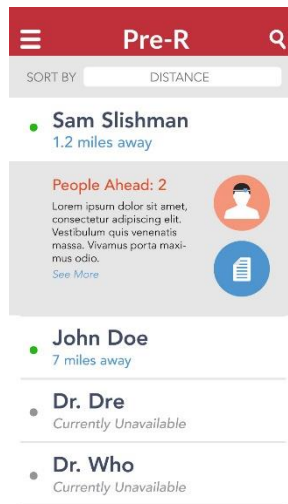 Pre-R
SORT BY DISTANCE
Sam Slishman
1.2 miles away
People Ahead: 2
Lorem ipsum dolor sit amet,
consectetur adipiscing elit.
Vestibulum quis venenatis
massa. Vivamus porta maxi-
mus odio.
See More
John Doe
7 miles away
Dr. Dre
Currently Unavailable
Dr. Who
Currently Unavailable